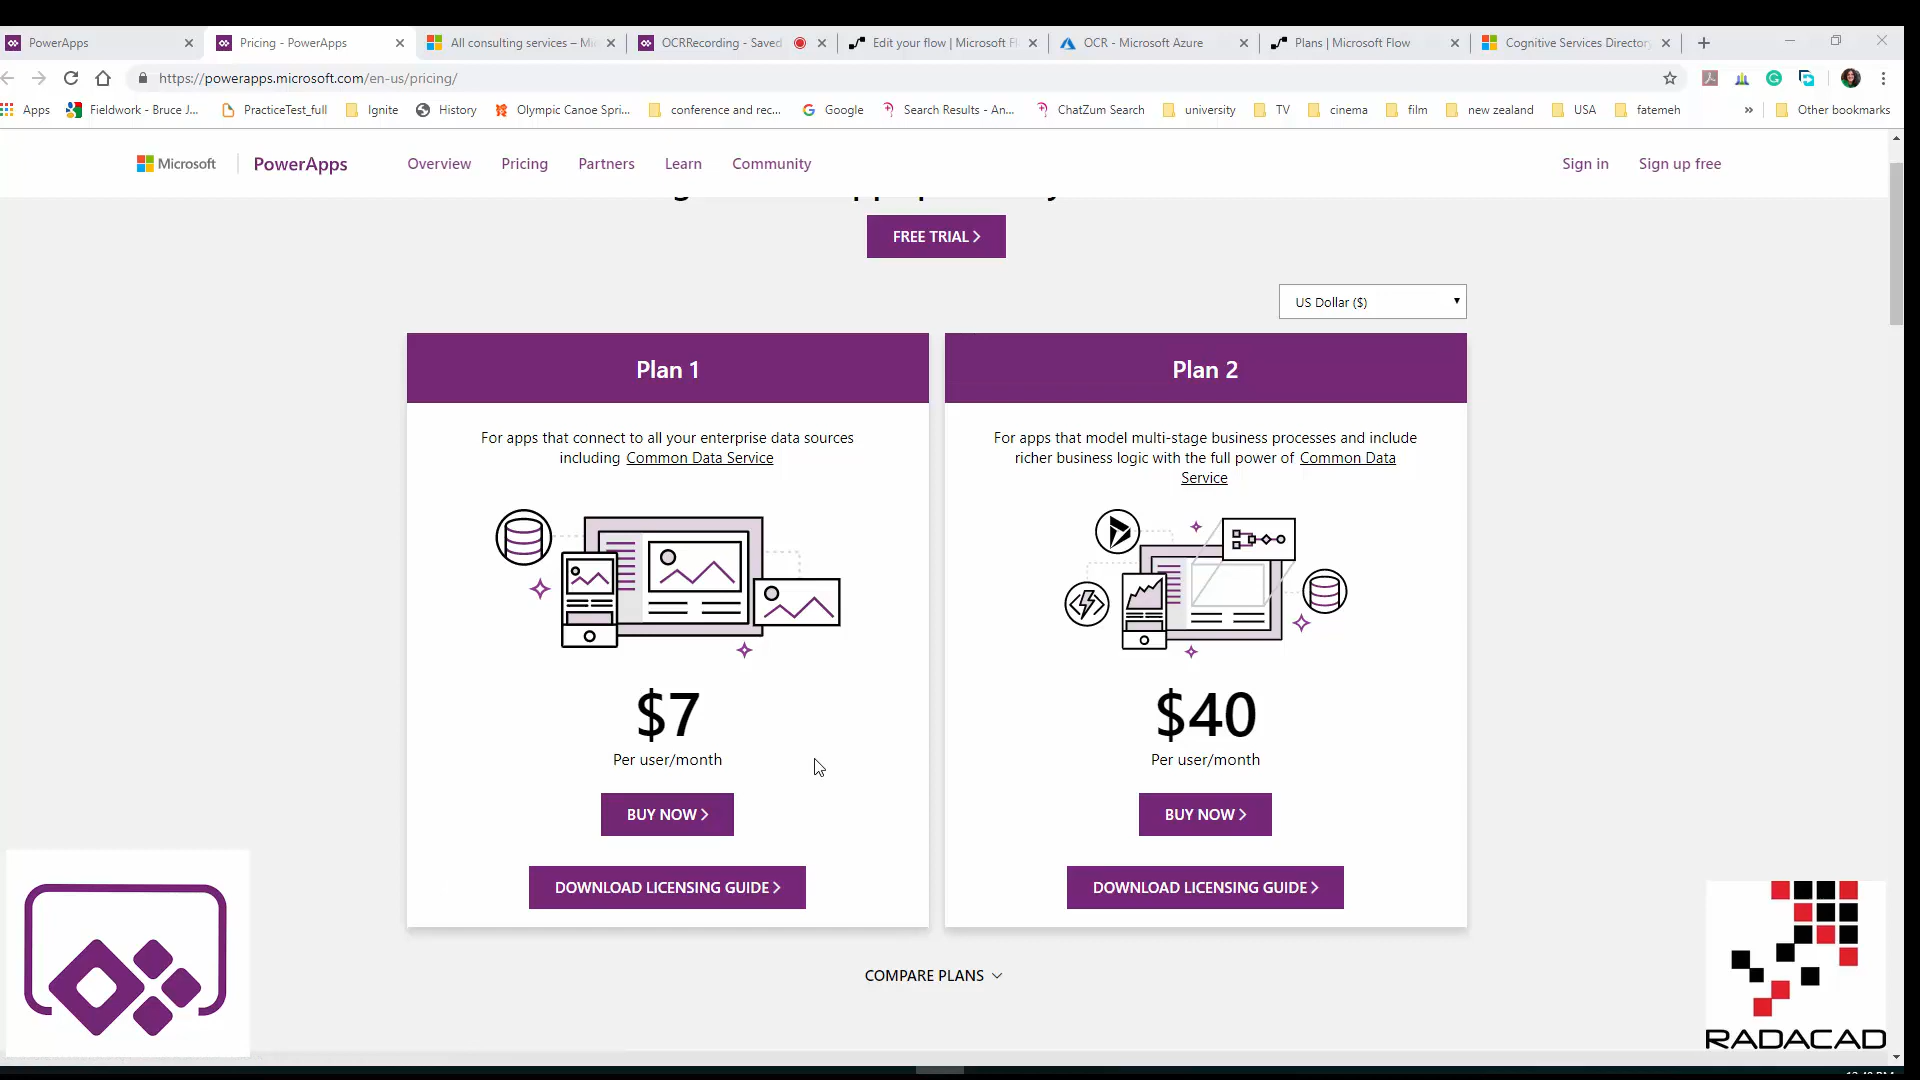 PowerApps
Pricing - PowerApps
All consulting services – Mi
OCRRecording - Saved
Edit your flow | Microsoft Fl
OCR - Microsoft Azure
Plans | Microsoft Flow
Cognitive Services Directory
https://powerapps.microsoft.com/en-us/pricing/
Apps
Fieldwork - Bruce J...
PracticeTest_full
Ignite
History
Olympic Canoe Spri...
conference and rec...
Google
Search Results - An...
ChatZum Search
university
TV
cinema
film
new zealand
USA
fatemeh
Other bookmarks
Microsoft
PowerApps
Overview
Pricing
Partners
Learn
Community
Sign in
Sign up free
FREE TRIAL
US Dollar ($)
Plan 1
For apps that connect to all your enterprise data sources
including Common Data Service
$7
Per user/month
BUY NOW
DOWNLOAD LICENSING GUIDE
Plan 2
For apps that model multi-stage business processes and include
richer business logic with the full power of Common Data
Service
$40
Per user/month
BUY NOW
DOWNLOAD LICENSING GUIDE
COMPARE PLANS
RADACAD